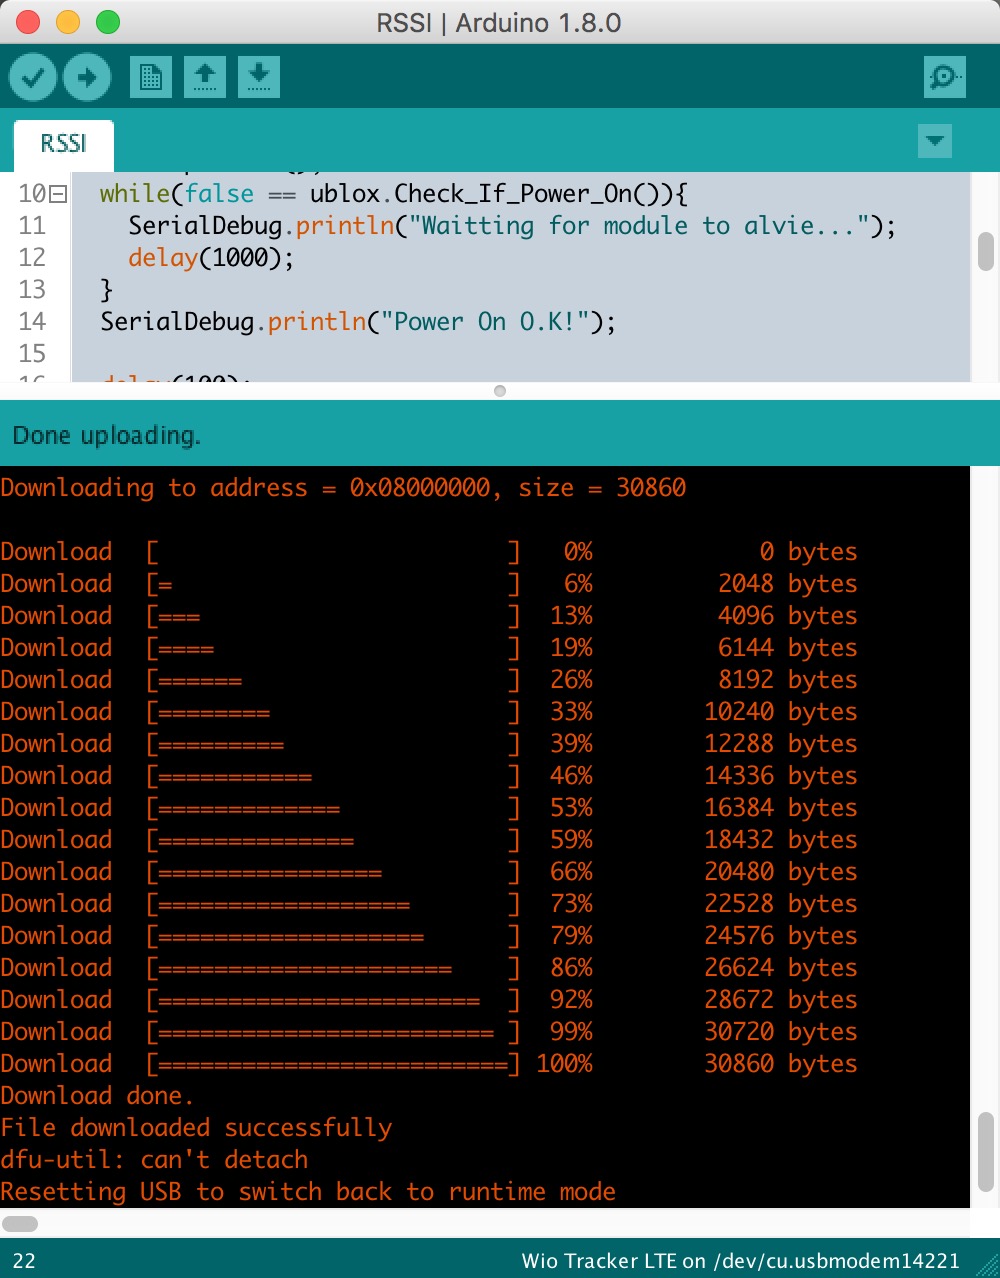 RSSI | Arduino 1.8.0
RSSI
10 while(false == ublox.Check_If_Power_On()){
11 SerialDebug.println("Waitting for module to alvie...");
12 delay(1000);
13 }
14 SerialDebug.println("Power On O.K!");
15
16 delay(100);
Done uploading.
Downloading to address = 0x08000000, size = 30860
Download [ ] 0% 0 bytes
Download [= ] 6% 2048 bytes
Download [=== ] 13% 4096 bytes
Download [==== ] 19% 6144 bytes
Download [====== ] 26% 8192 bytes
Download [======== ] 33% 10240 bytes
Download [========= ] 39% 12288 bytes
Download [=========== ] 46% 14336 bytes
Download [============= ] 53% 16384 bytes
Download [============== ] 59% 18432 bytes
Download [================ ] 66% 20480 bytes
Download [================== ] 73% 22528 bytes
Download [=================== ] 79% 24576 bytes
Download [===================== ] 86% 26624 bytes
Download [======================= ] 92% 28672 bytes
Download [======================== ] 99% 30720 bytes
Download [=========================] 100% 30860 bytes
Download done.
File downloaded successfully
dfu-util: can't detach
Resetting USB to switch back to runtime mode
22
Wio Tracker LTE on /dev/cu.usbmodem14221